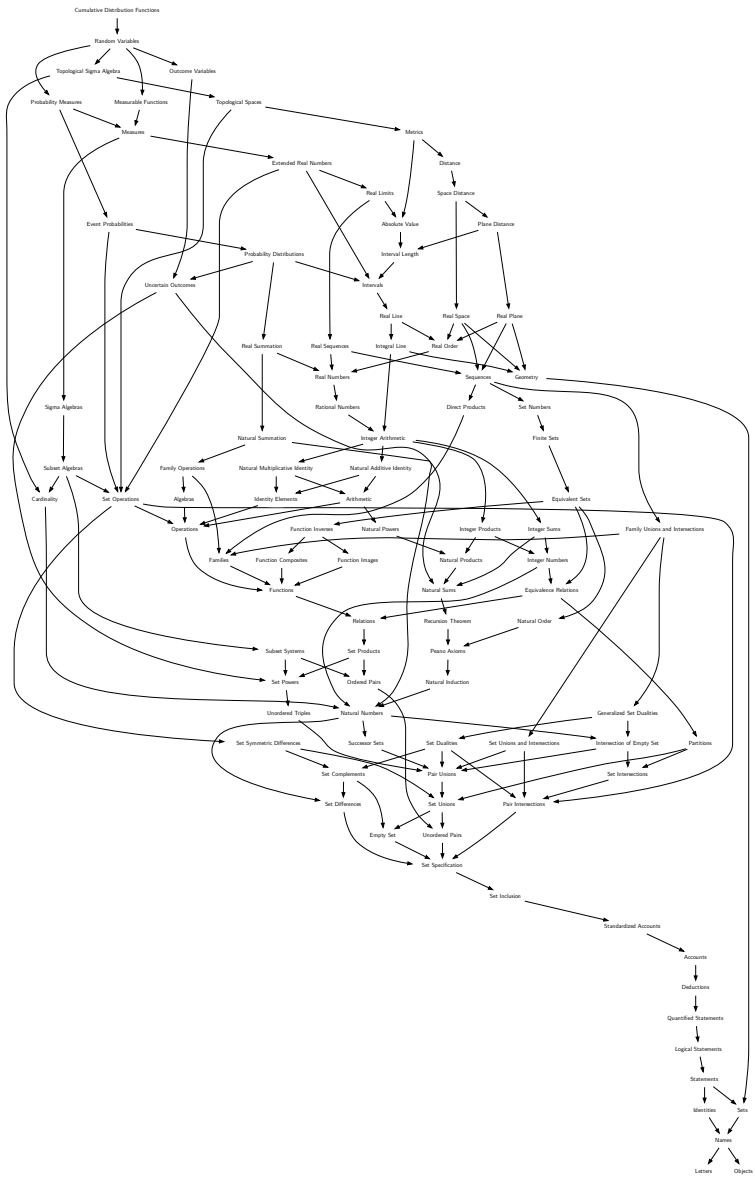 Cumulative Distribution Functions
Random Variables
Topological Sigma Algebra
Outcome Variables
Probability Measures
Measurable Functions
Topological Spaces
Measures
Metrics
Extended Real Numbers
Distance
Real Limits
Space Distance
Event Probabilities
Absolute Value
Plane Distance
Probability Distributions
Interval Length
Uncertain Outcomes
Intervals
Real Line
Real Space
Real Plane
Real Summation
Real Sequences
Integral Line
Real Order
Real Numbers
Sequences
Geometry
Sigma Algebras
Rational Numbers
Direct Products
Set Numbers
Natural Summation
Integer Arithmetic
Finite Sets
Subset Algebras
Family Operations
Natural Multiplicative Identity
Natural Additive Identity
Cardinality
Set Operations
Algebras
Identity Elements
Arithmetic
Equivalent Sets
Operations
Function Inverses
Natural Powers
Integer Products
Integer Sums
Family Unions and Intersections
Families
Function Composites
Function Images
Natural Products
Integer Numbers
Functions
Natural Sums
Equivalence Relations
Relations
Recursion Theorem
Natural Order
Subset Systems
Set Products
Peano Axioms
Set Powers
Ordered Pairs
Natural Induction
Unordered Triples
Natural Numbers
Generalized Set Dualities
Set Symmetric Differences
Successor Sets
Set Dualities
Set Unions and Intersections
Intersection of Empty Set
Partitions
Set Complements
Pair Unions
Set Intersections
Set Differences
Set Unions
Pair Intersections
Empty Set
Unordered Pairs
Set Specification
Set Inclusion
Standardized Accounts
Accounts
Deductions
Quantified Statements
Logical Statements
Statements
Identities
Sets
Names
Letters
Objects